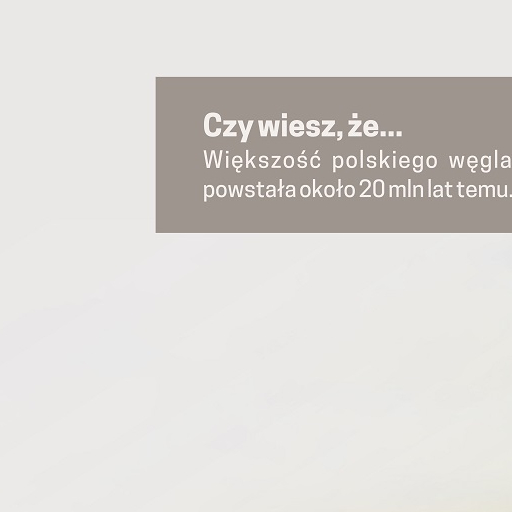 Czy wiesz, że...
Większość polskiego węgla
powstała około 20 mln lat temu.